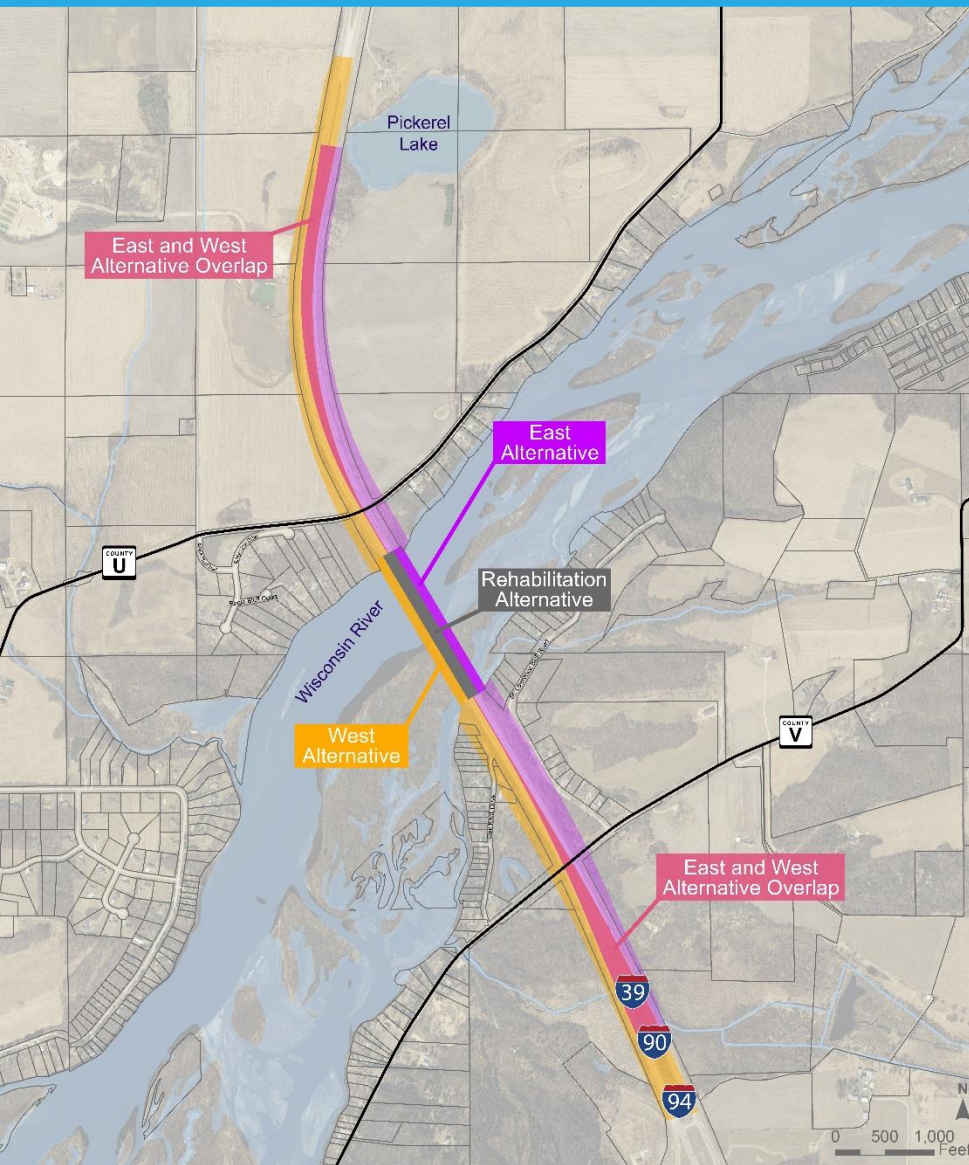 Pickerel
Lake
East and West
Alternative Overlap
East
Alternative
COUNTY
U
Rehabilitation
Alternative
Wisconsin River
West
Alternative
COUNTY
V
East and West
Alternative Overlap
39
90
94
N
0 500 1,000
Feet